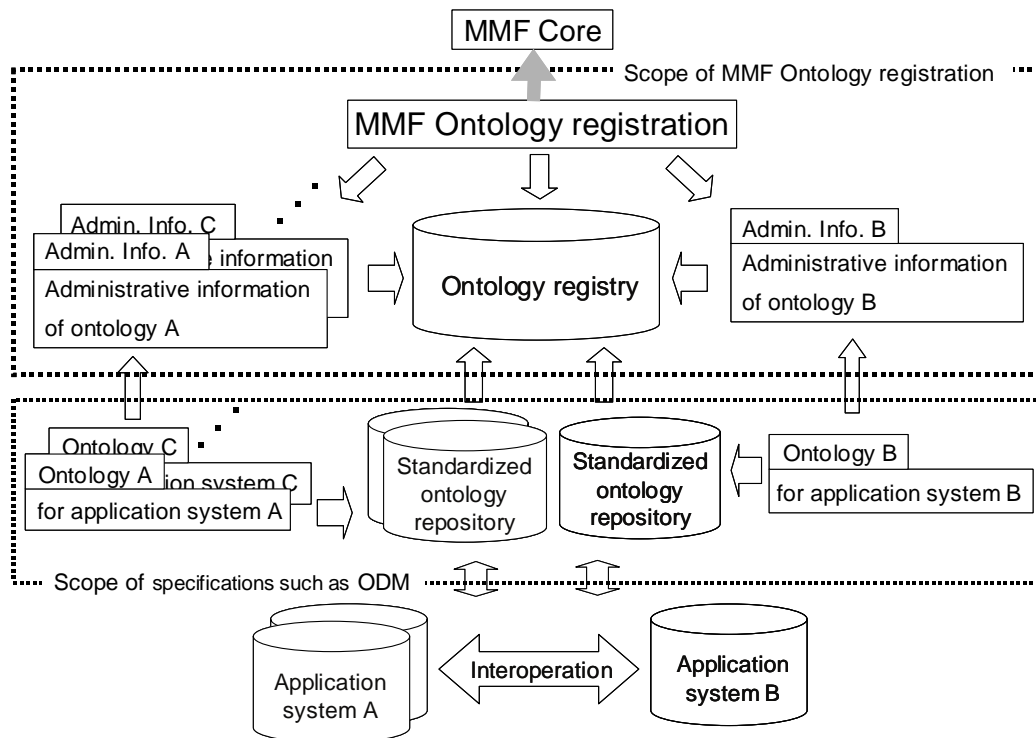 MMF Core
Scope of MMF Ontology registration
MMF Ontology registration
Admin. Info. C
Admin. Info. A
e information
Administrative information
of ontology A
Ontology registry
Admin. Info. B
Administrative information
of ontology B
Ontology C
Ontology A
ion system C
for application system A
Standardized
ontology
repository
Standardized
ontology
repository
Ontology B
for application system B
Scope of specifications such as ODM
Application
system A
Interoperation
Application
system B